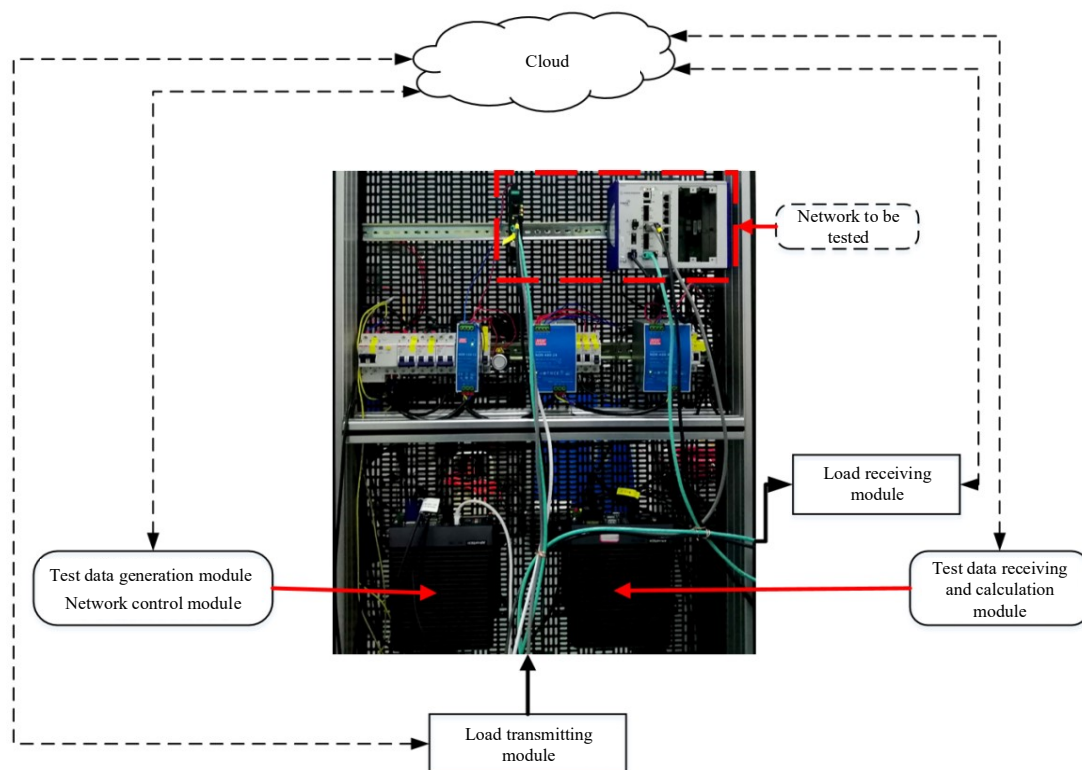 Cloud
Network to be
tested
Load receiving
module
Test data generation module
Network control module
Test data receiving
and calculation
module
Load transmitting
module